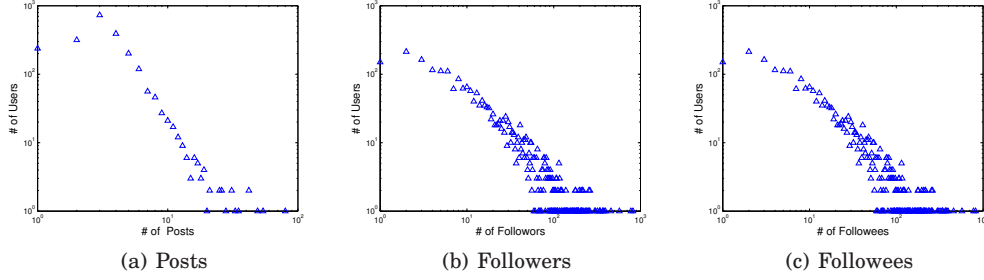 10^3
10^2
10^1
10^0
# of Users
10^0
10^1
10^2
# of Posts
(a) Posts
10^3
10^2
10^1
10^0
# of Users
10^0
10^1
10^2
10^3
# of Followors
(b) Followers
10^3
10^2
10^1
10^0
# of Users
10^0
10^1
10^2
10^3
# of Followees
(c) Followees